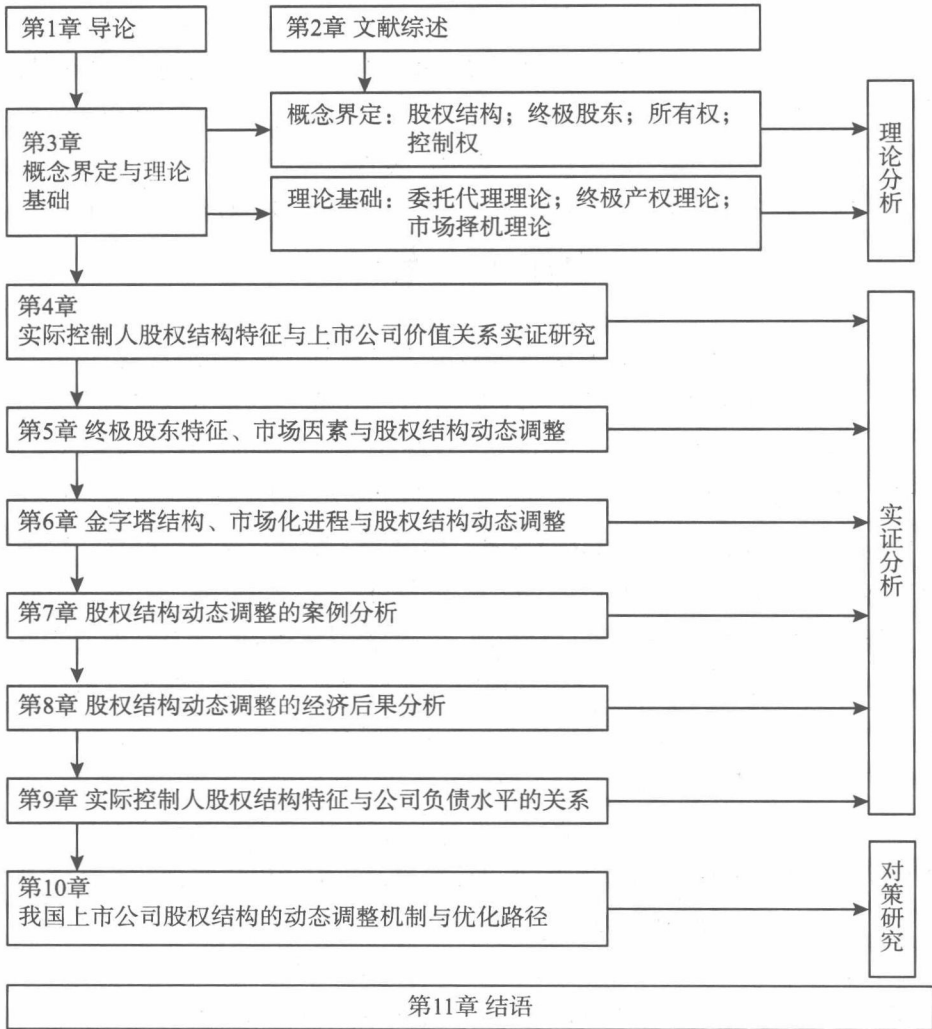 第1章 导论
第2章 文献综述
第3章
概念界定与理论
基础
概念界定：股权结构；终极股东；所有权；
控制权
理论基础：委托代理理论；终极产权理论；
市场择机理论
理论分析
第4章
实际控制人股权结构特征与上市公司价值关系实证研究
第5章 终极股东特征、市场因素与股权结构动态调整
第6章 金字塔结构、市场化进程与股权结构动态调整
第7章 股权结构动态调整的案例分析
第8章 股权结构动态调整的经济后果分析
第9章 实际控制人股权结构特征与公司负债水平的关系
实证分析
第10章
我国上市公司股权结构的动态调整机制与优化路径
对策研究
第11章 结语